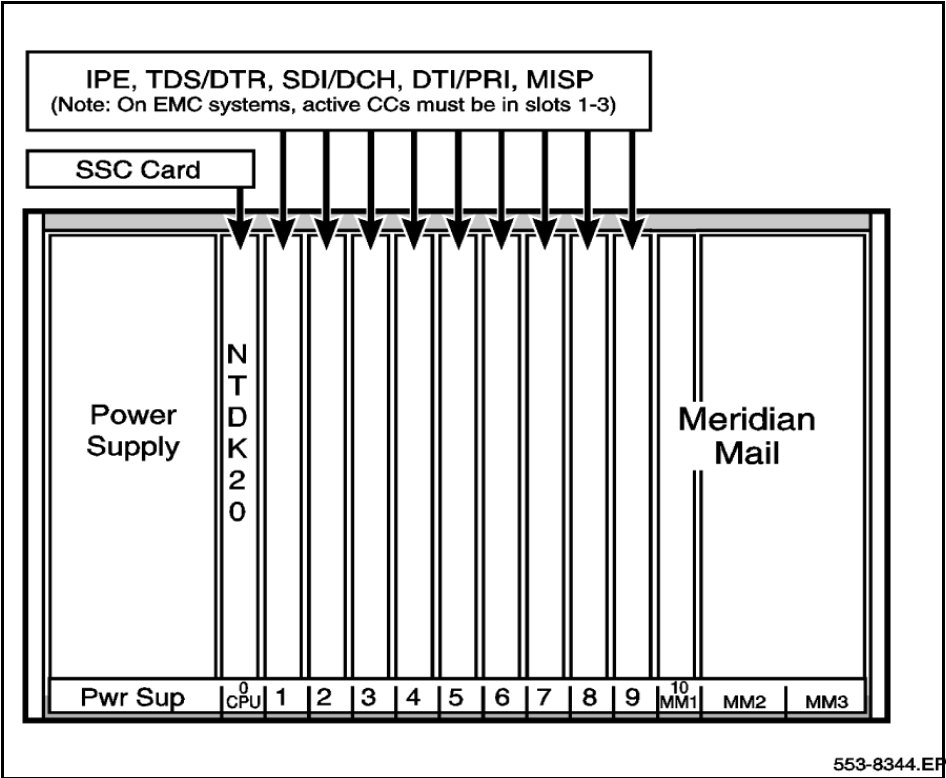 IPE, TDS/DTR, SDI/DCH, DTI/PRI, MISP
(Note: On EMC systems, active CCs must be in slots 1-3)
SSC Card
N
T
D
K
2
0
Power
Supply
Meridian
Mail
Pwr Sup
0
CPU
1
2
3
4
5
6
7
8
9
10
MM1
MM2
MM3
553-8344.EP